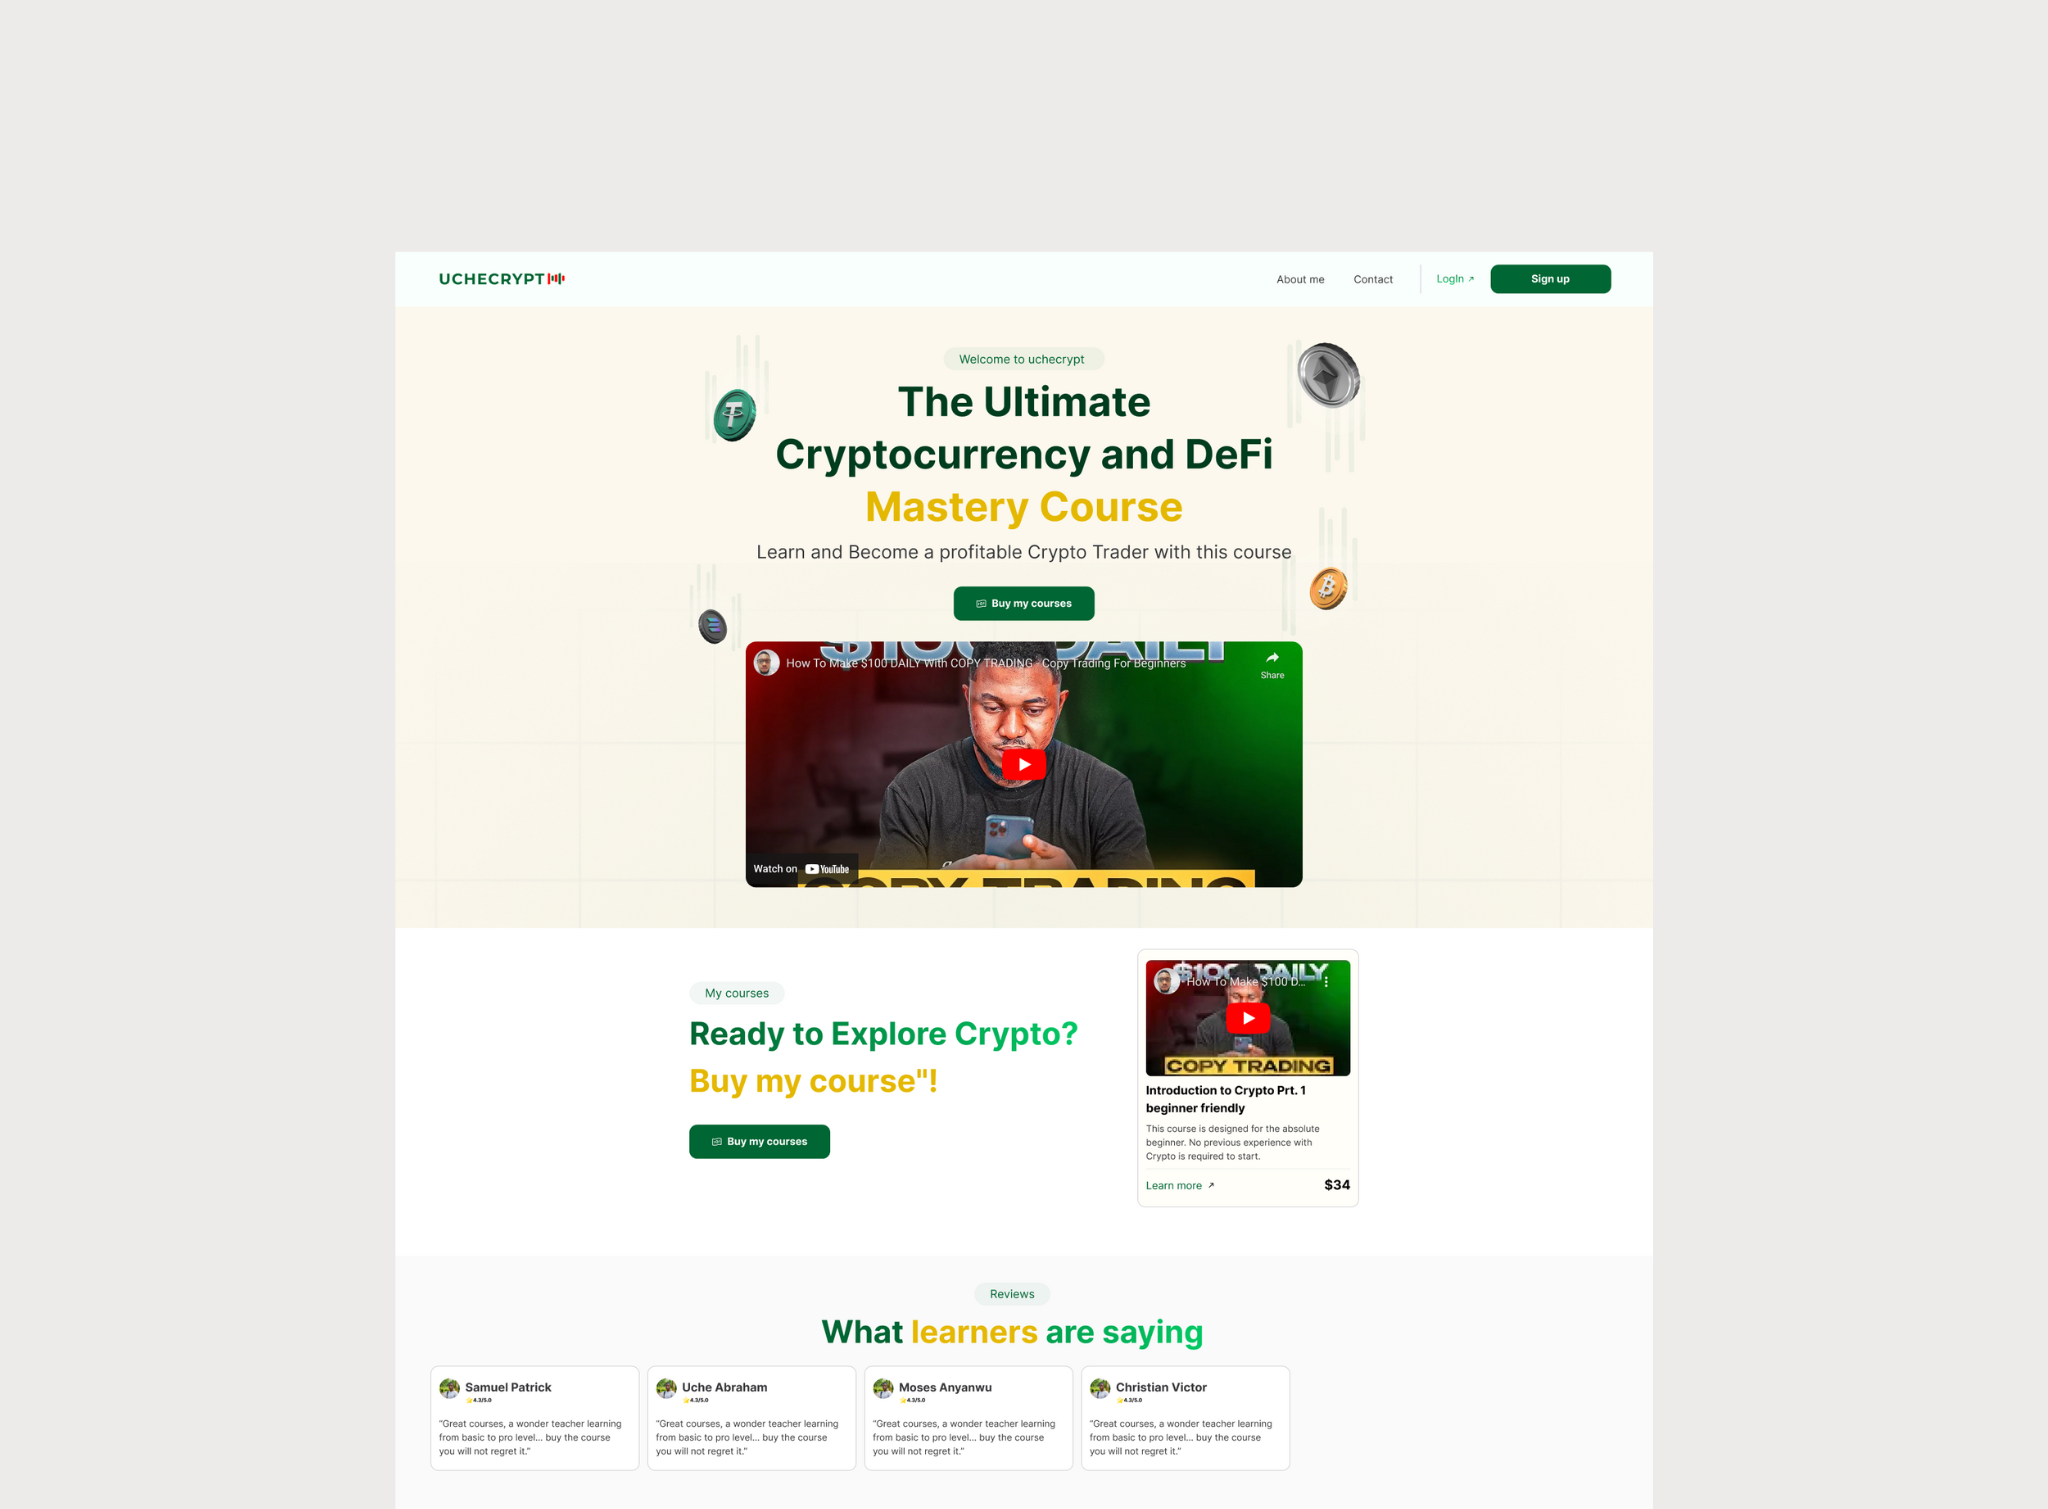 UCHECRYPT
About me
Contact
LogIn ↗
Sign up
Welcome to uchecrypt
The Ultimate
Cryptocurrency and DeFi
Mastery Course
Learn and Become a profitable Crypto Trader with this course
Buy my courses
$100 DAILY
How To Make $100 DAILY With COPY TRADING - Copy Trading For Beginners
Share
Watch on YouTube
COPY TRADING
My courses
Ready to Explore Crypto?
Buy my course"!
Buy my courses
$100 DAILY
How To Make $100 D...
COPY TRADING
Introduction to Crypto Prt. 1
beginner friendly
This course is designed for the absolute
beginner. No previous experience with
Crypto is required to start.
Learn more ↗
$34
Reviews
What learners are saying
Samuel Patrick
4.3/5.0
"Great courses, a wonder teacher learning
from basic to pro level... buy the course
you will not regret it."
Uche Abraham
4.3/5.0
"Great courses, a wonder teacher learning
from basic to pro level... buy the course
you will not regret it."
Moses Anyanwu
4.3/5.0
"Great courses, a wonder teacher learning
from basic to pro level... buy the course
you will not regret it."
Christian Victor
4.3/5.0
"Great courses, a wonder teacher learning
from basic to pro level... buy the course
you will not regret it."